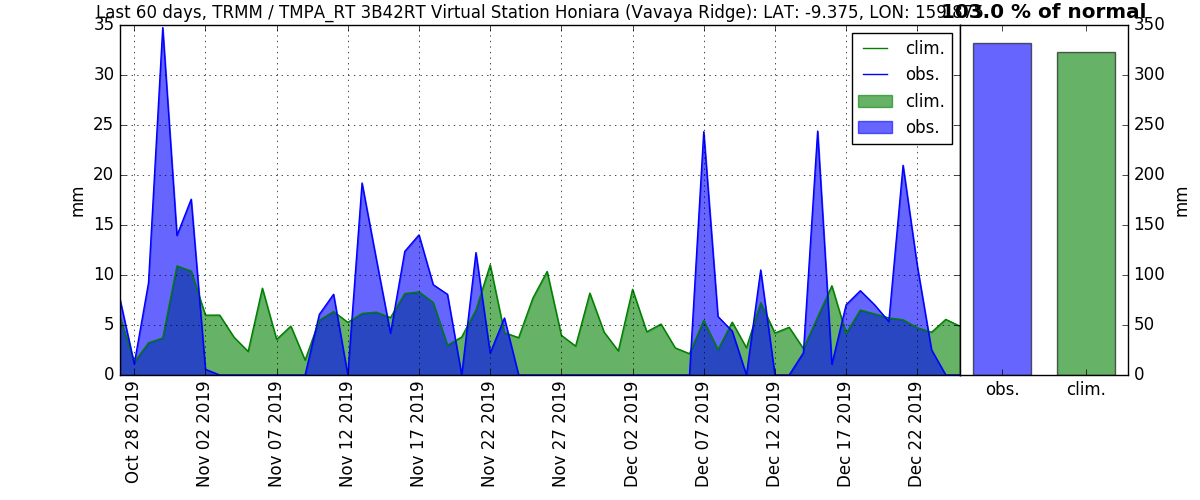 Last 60 days, TRMM / TMPA_RT 3B42RT Virtual Station Honiara (Vavaya Ridge): LAT: -9.375, LON:
103.0 % of normal
35
30
25
20
15
10
5
0
mm
clim.
obs.
clim.
obs.
350
300
250
200
150
100
50
0
mm
obs.
clim.
Oct 28 2019
Nov 02 2019
Nov 07 2019
Nov 12 2019
Nov 17 2019
Nov 22 2019
Nov 27 2019
Dec 02 2019
Dec 07 2019
Dec 12 2019
Dec 17 2019
Dec 22 2019